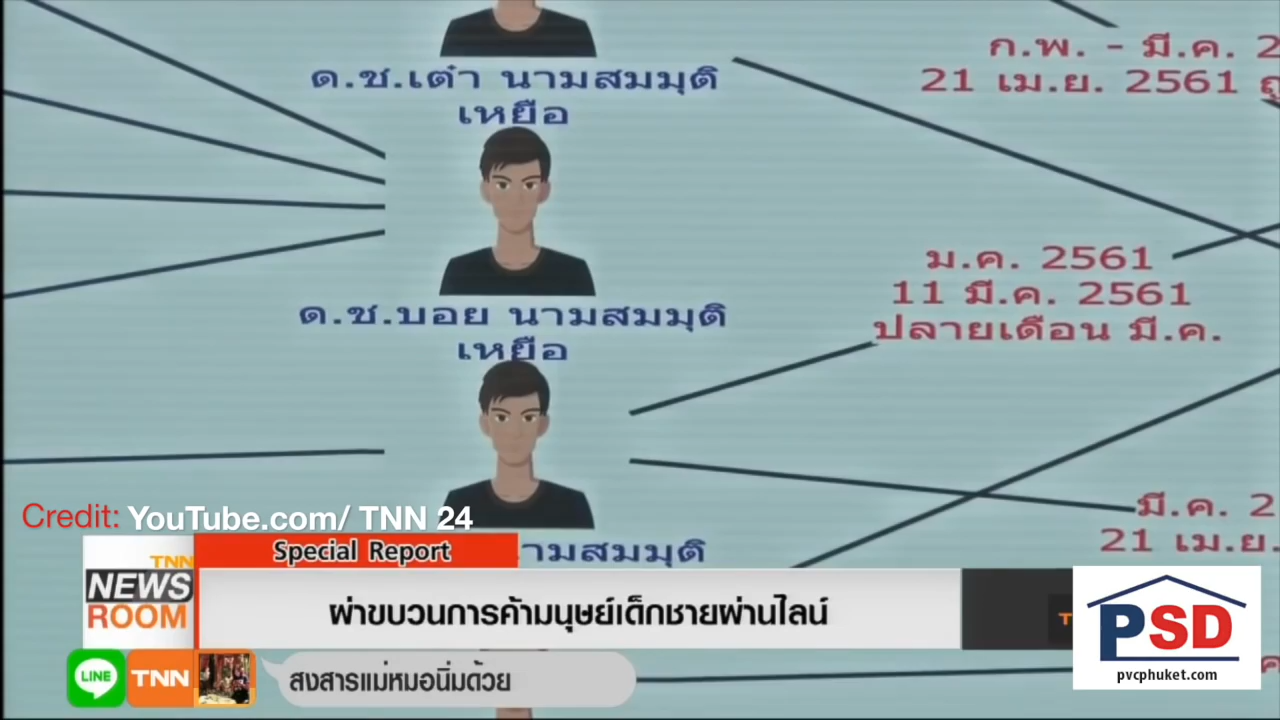 ด.ช.เต๋า นามสมมุติ
เหยื่อ
ก.พ. - มี.ค. 2
21 เม.ย. 2561 ถู
ด.ช.บอย นามสมมุติ
เหยื่อ
ม.ค. 2561
11 มี.ค. 2561
ปลายเดือน มี.ค.
มี.ค. 2
21 เม.ย.
Credit: YouTube.com/ TNN 24
Special Report
ามสมมุติ
TNN
NEWS
ROOM
ผ่าขบวนการค้ามนุษย์เด็กชายผ่านไลน์
PSD
pvcphuket.com
LINE
TNN
สงสารแม่หมอนิ่มด้วย